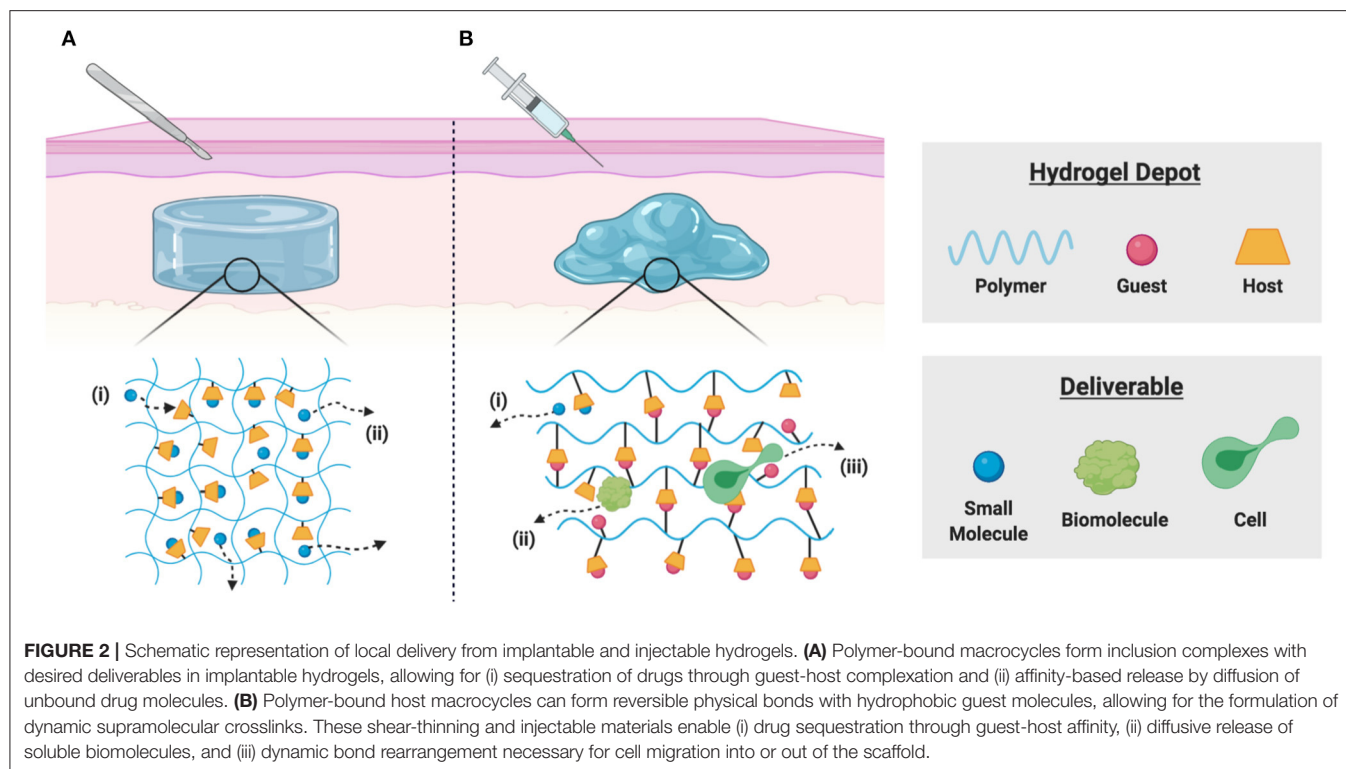 A
B
Hydrogel Depot
Polymer
Guest
Host
(i)
(ii)
(i)
(iii)
(ii)
Deliverable
Small
Molecule
Biomolecule
Cell
FIGURE 2 | Schematic representation of local delivery from implantable and injectable hydrogels. (A) Polymer-bound macrocycles form inclusion complexes with
desired deliverables in implantable hydrogels, allowing for (i) sequestration of drugs through guest-host complexation and (ii) affinity-based release by diffusion of
unbound drug molecules. (B) Polymer-bound host macrocycles can form reversible physical bonds with hydrophobic guest molecules, allowing for the formulation of
dynamic supramolecular crosslinks. These shear-thinning and injectable materials enable (i) drug sequestration through guest-host affinity, (ii) diffusive release of
soluble biomolecules, and (iii) dynamic bond rearrangement necessary for cell migration into or out of the scaffold.